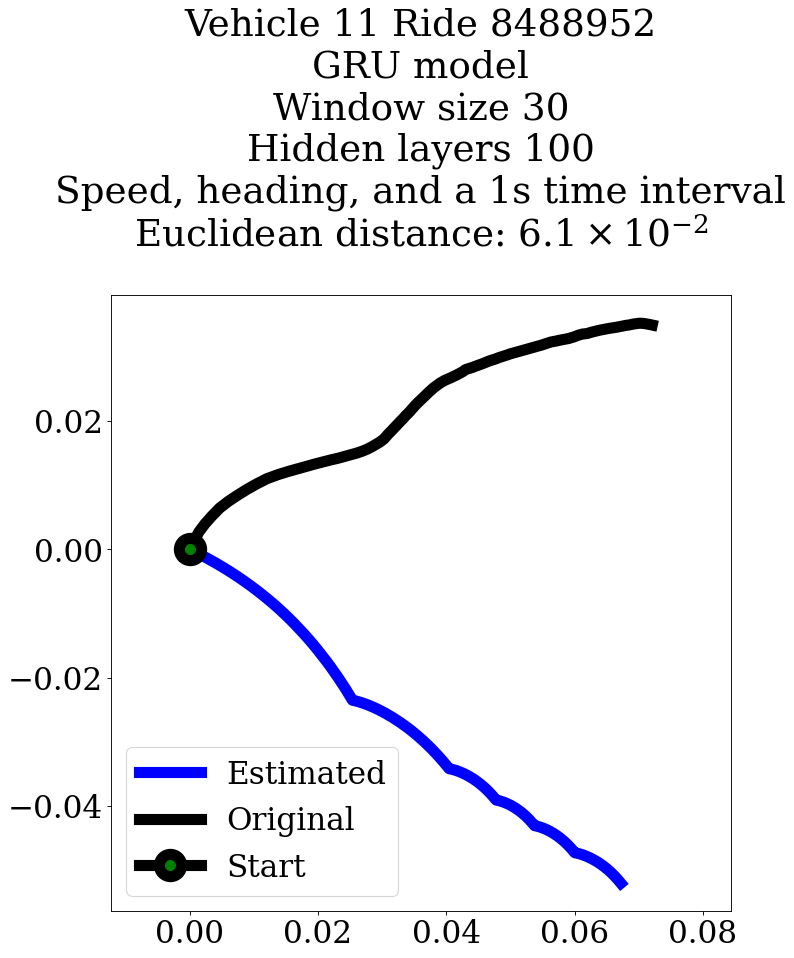 Vehicle 11 Ride 8488952
GRU model
Window size 30
Hidden layers 100
Speed, heading, and a 1s time interval
Euclidean distance: 6.1 × 10⁻²
0.02
0.00
−0.02
−0.04
Estimated
Original
Start
0.00 0.02 0.04 0.06 0.08